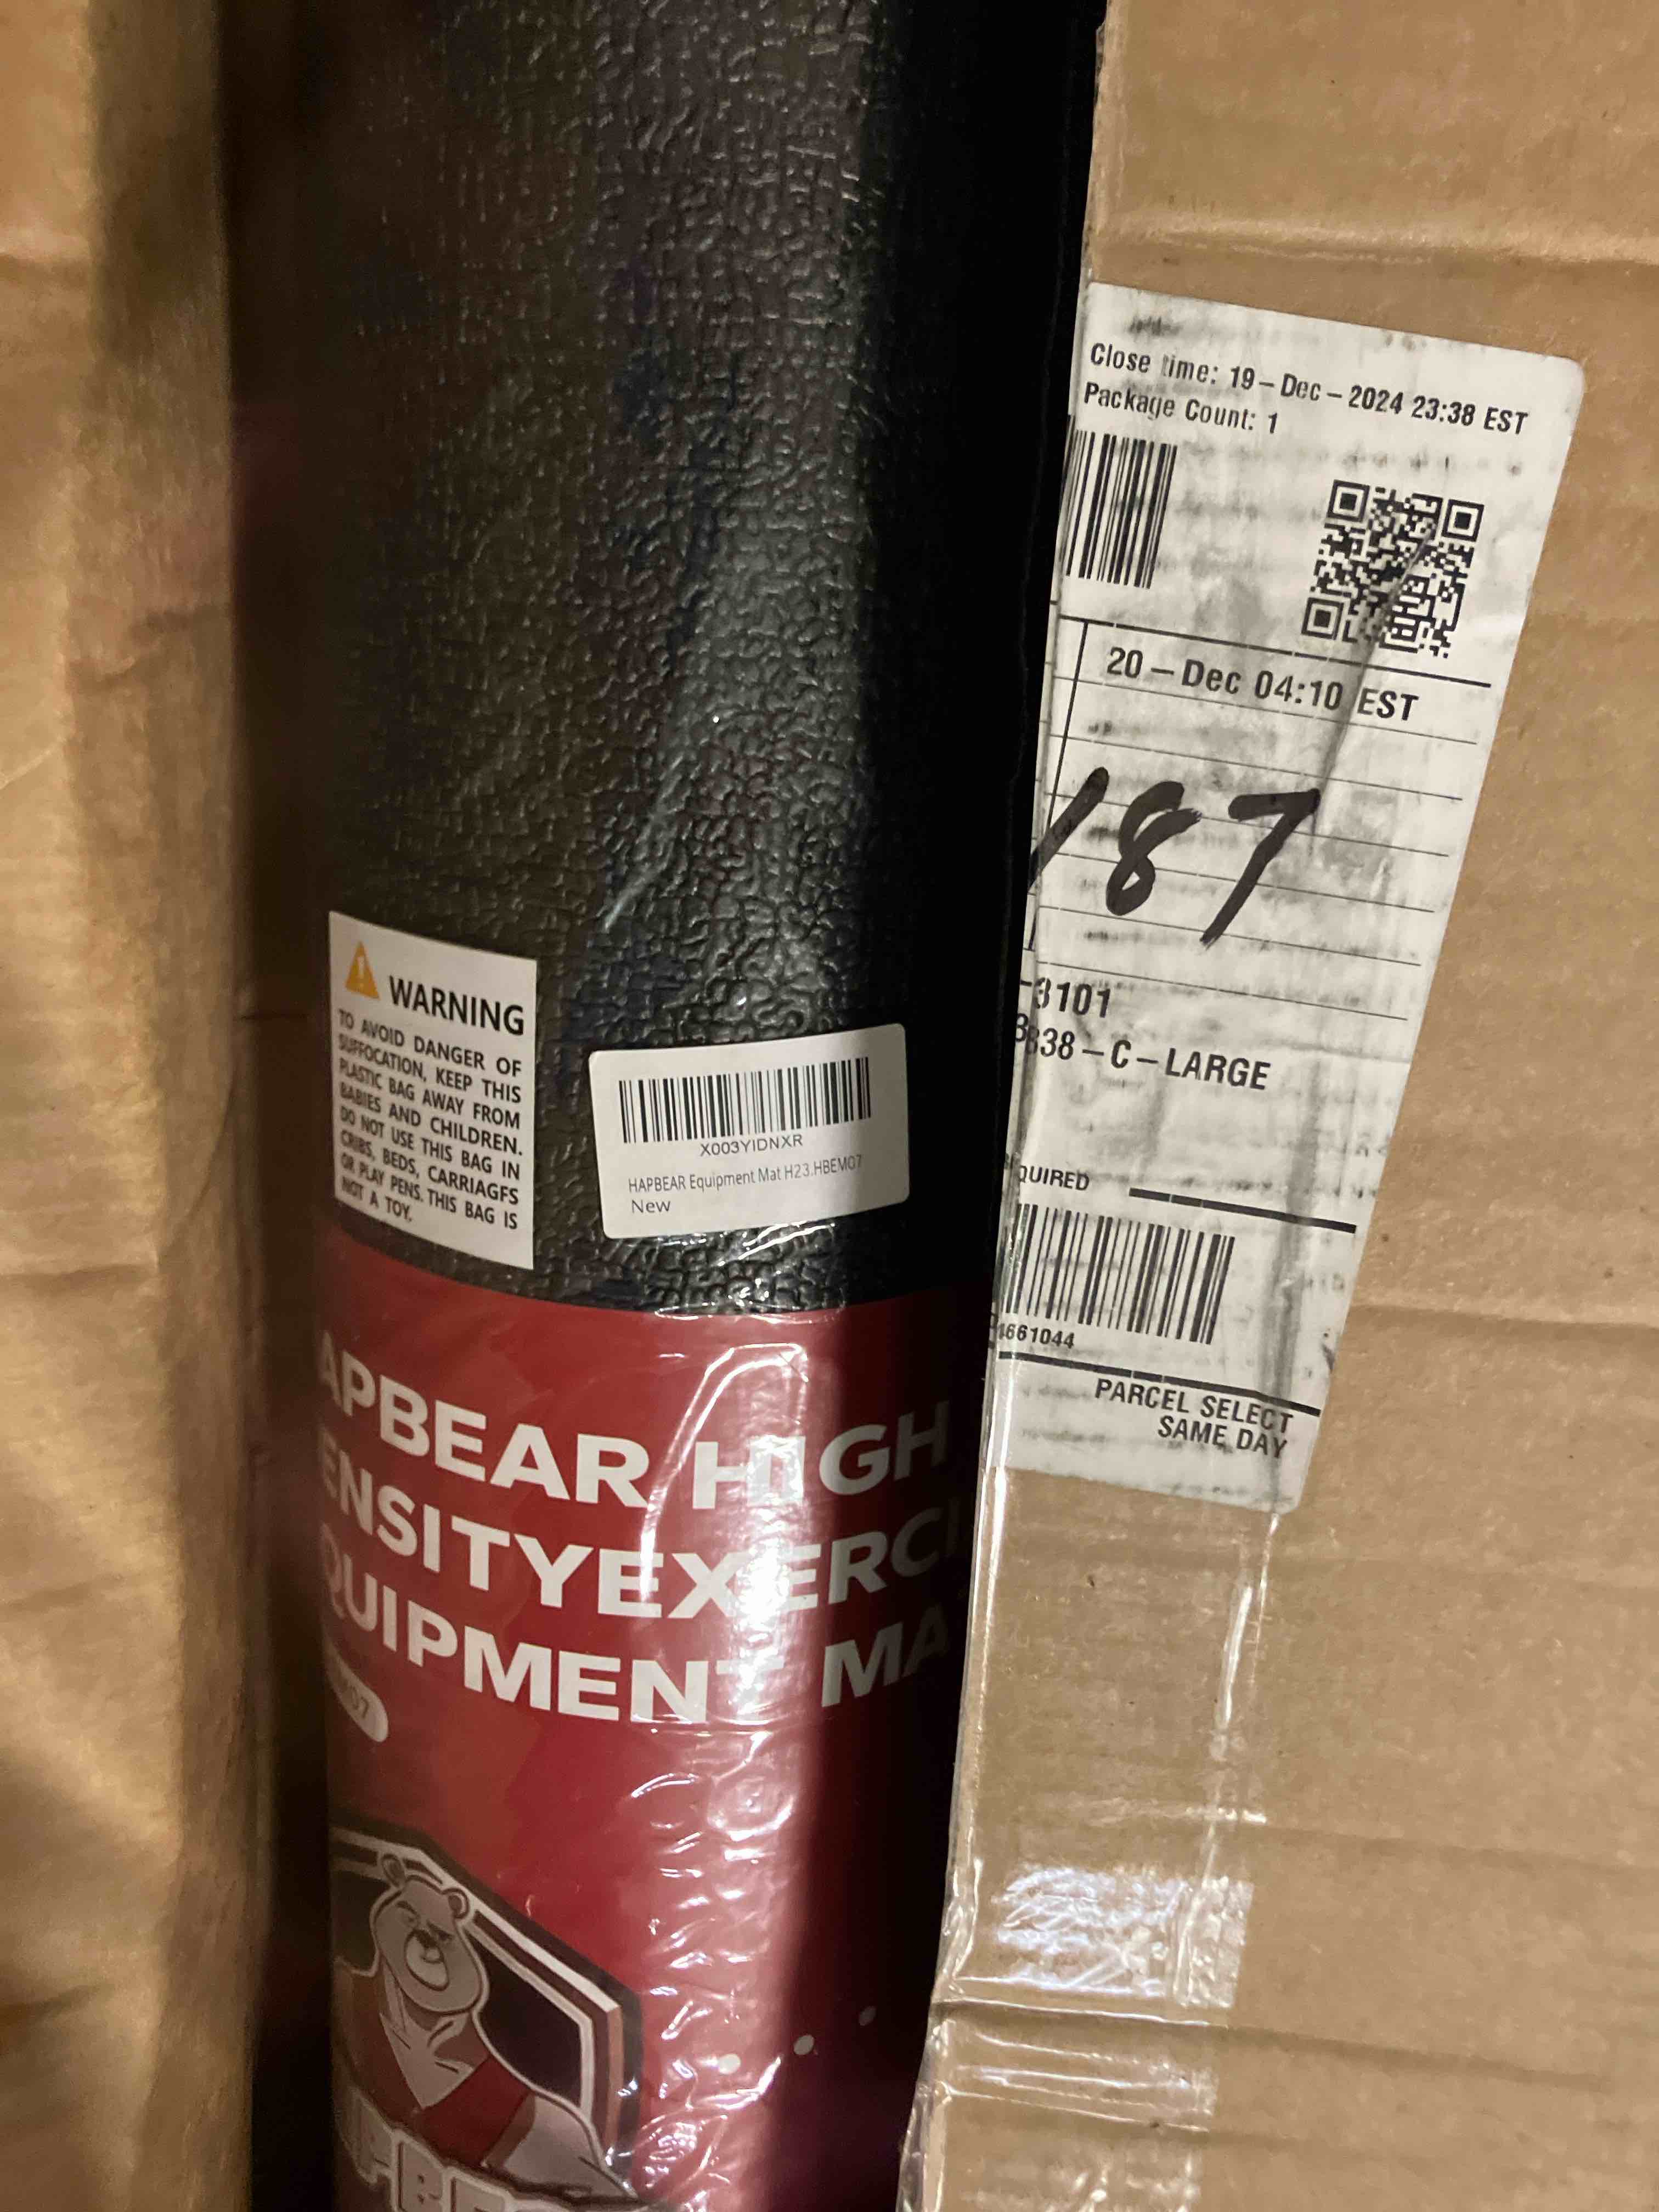 Close time: 19-Dec-2024 23:38 EST
Package Count: 1
20-Dec 04:10 EST
187
-3101
338-C-LARGE
QUIRED
4661044
PARCEL SELECT
SAME DAY
WARNING
TO AVOID DANGER OF
SUFFOCATION, KEEP THIS
PLASTIC BAG AWAY FROM
BABIES AND CHILDREN.
DO NOT USE THIS BAG IN
CRIBS, BEDS, CARRIAGFS
OR PLAY PENS. THIS BAG IS
NOT A TOY.
X003YIDNXR
HAPBEAR Equipment Mat H23.HBEM07
New
APBEAR HIGH
ENSITYEXERCI
QUIPMENT MA
07